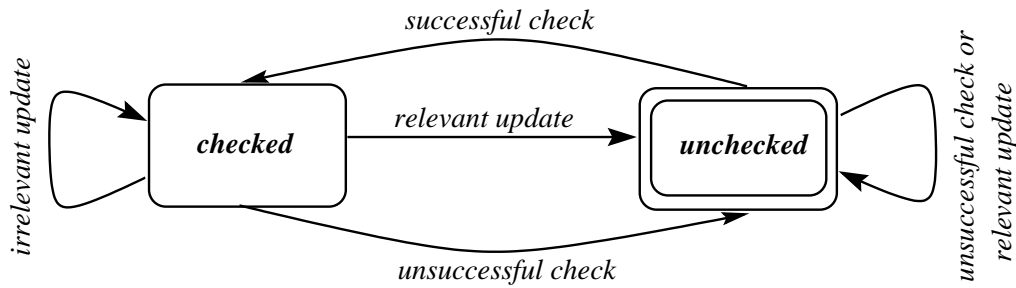 successful check
irrelevant update
checked
relevant update
unchecked
unsuccessful check or
relevant update
unsuccessful check